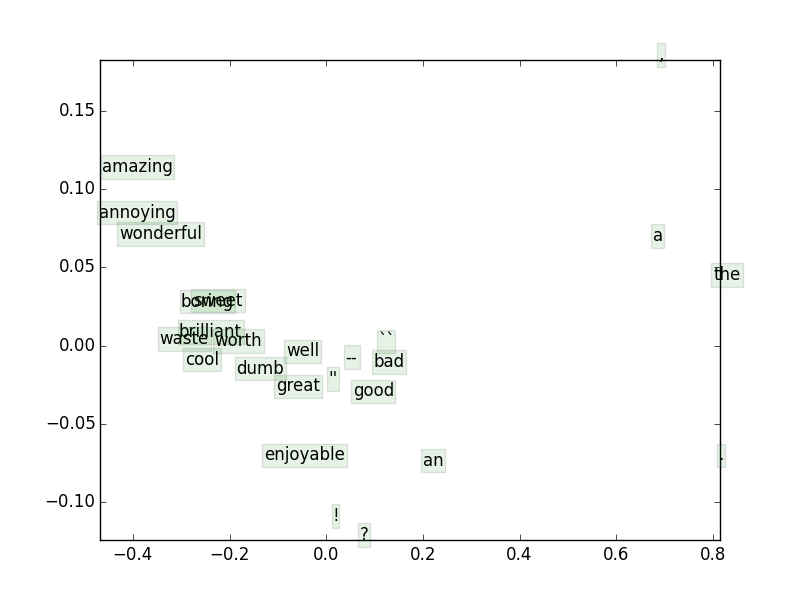 ,
0.15
amazing
0.10
annoying
wonderful
a
0.05
the
boring
sweet
brilliant
waste
worth
0.00
well
--
``
bad
cool
dumb
great
"
good
−0.05
enjoyable
an
.
−0.10
!
?
−0.4 −0.2 0.0 0.2 0.4 0.6 0.8